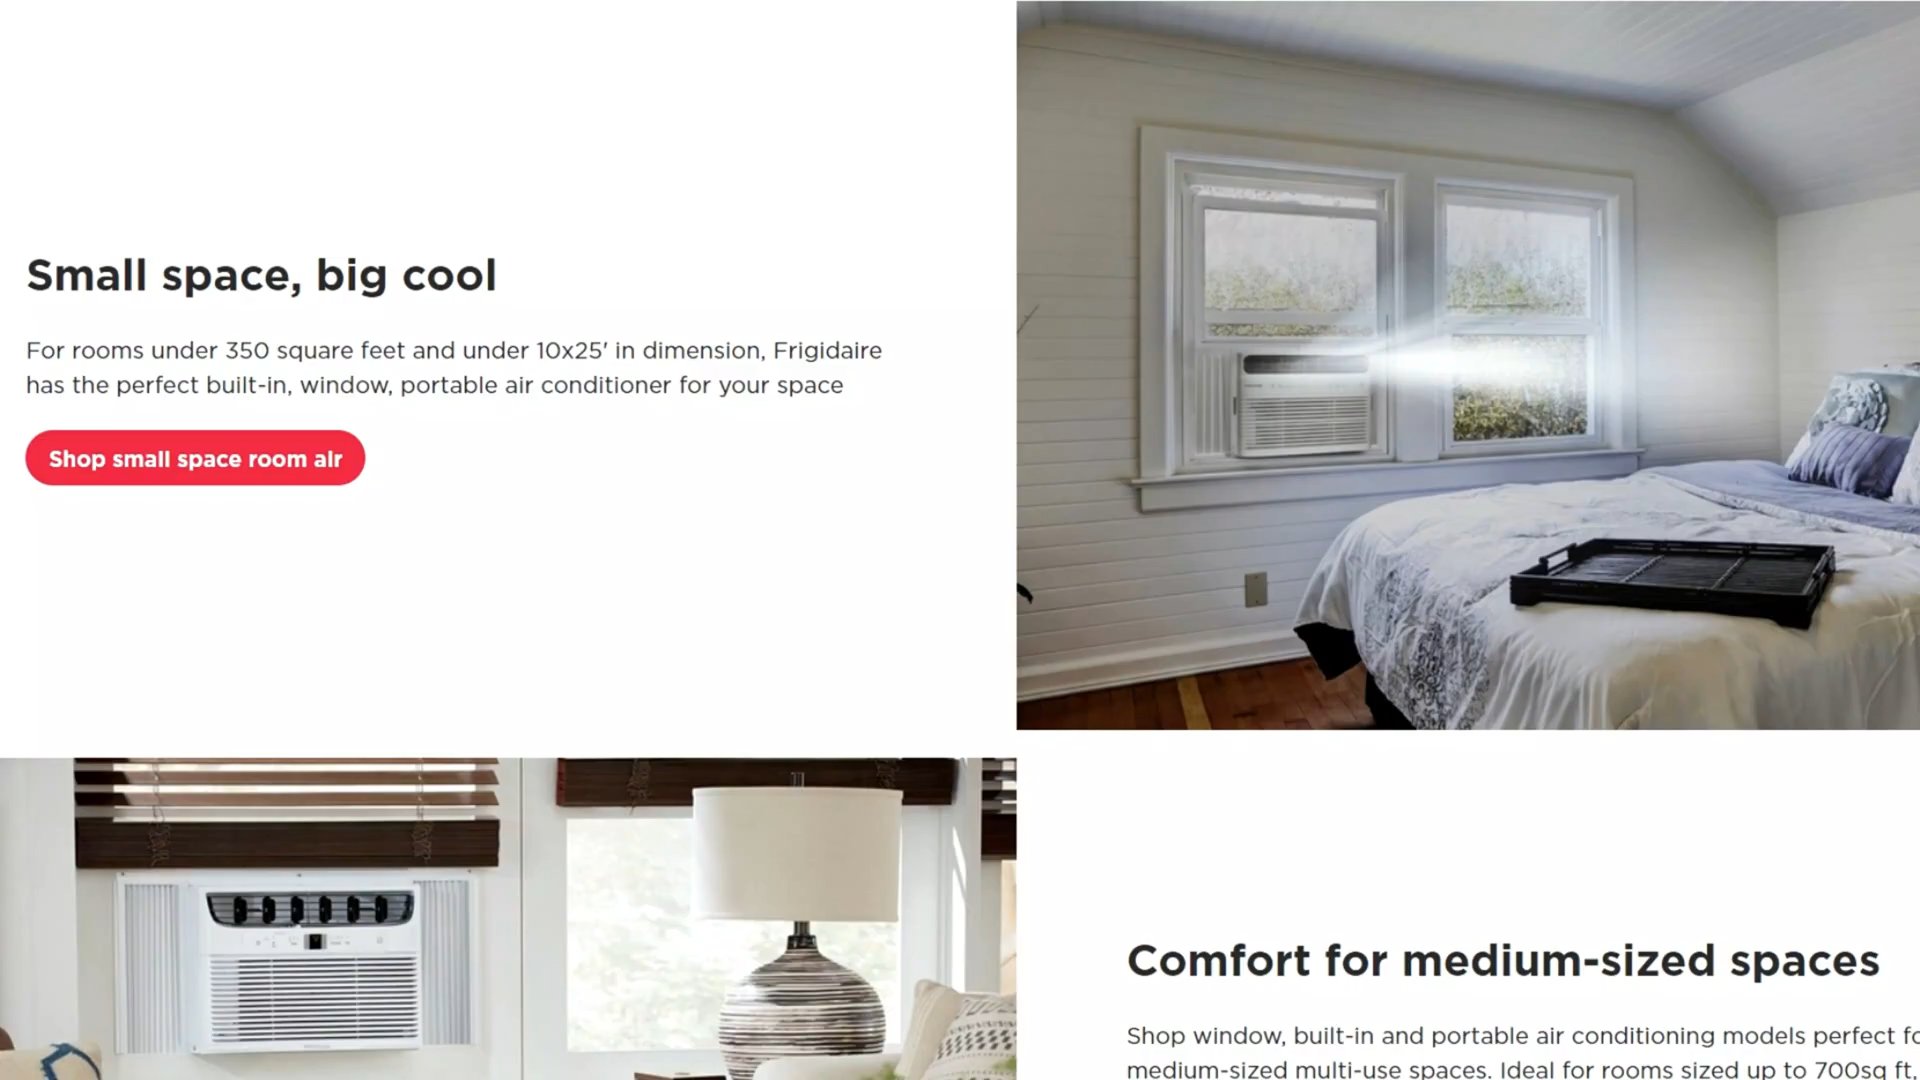 Small space, big cool
For rooms under 350 square feet and under 10x25′ in dimension, Frigidaire
has the perfect built-in, window, portable air conditioner for your space
Shop small space room air
Comfort for medium-sized spaces
Shop window, built-in and portable air conditioning models perfect
medium-sized multi-use spaces. Ideal for rooms sized up to 700sq ft,